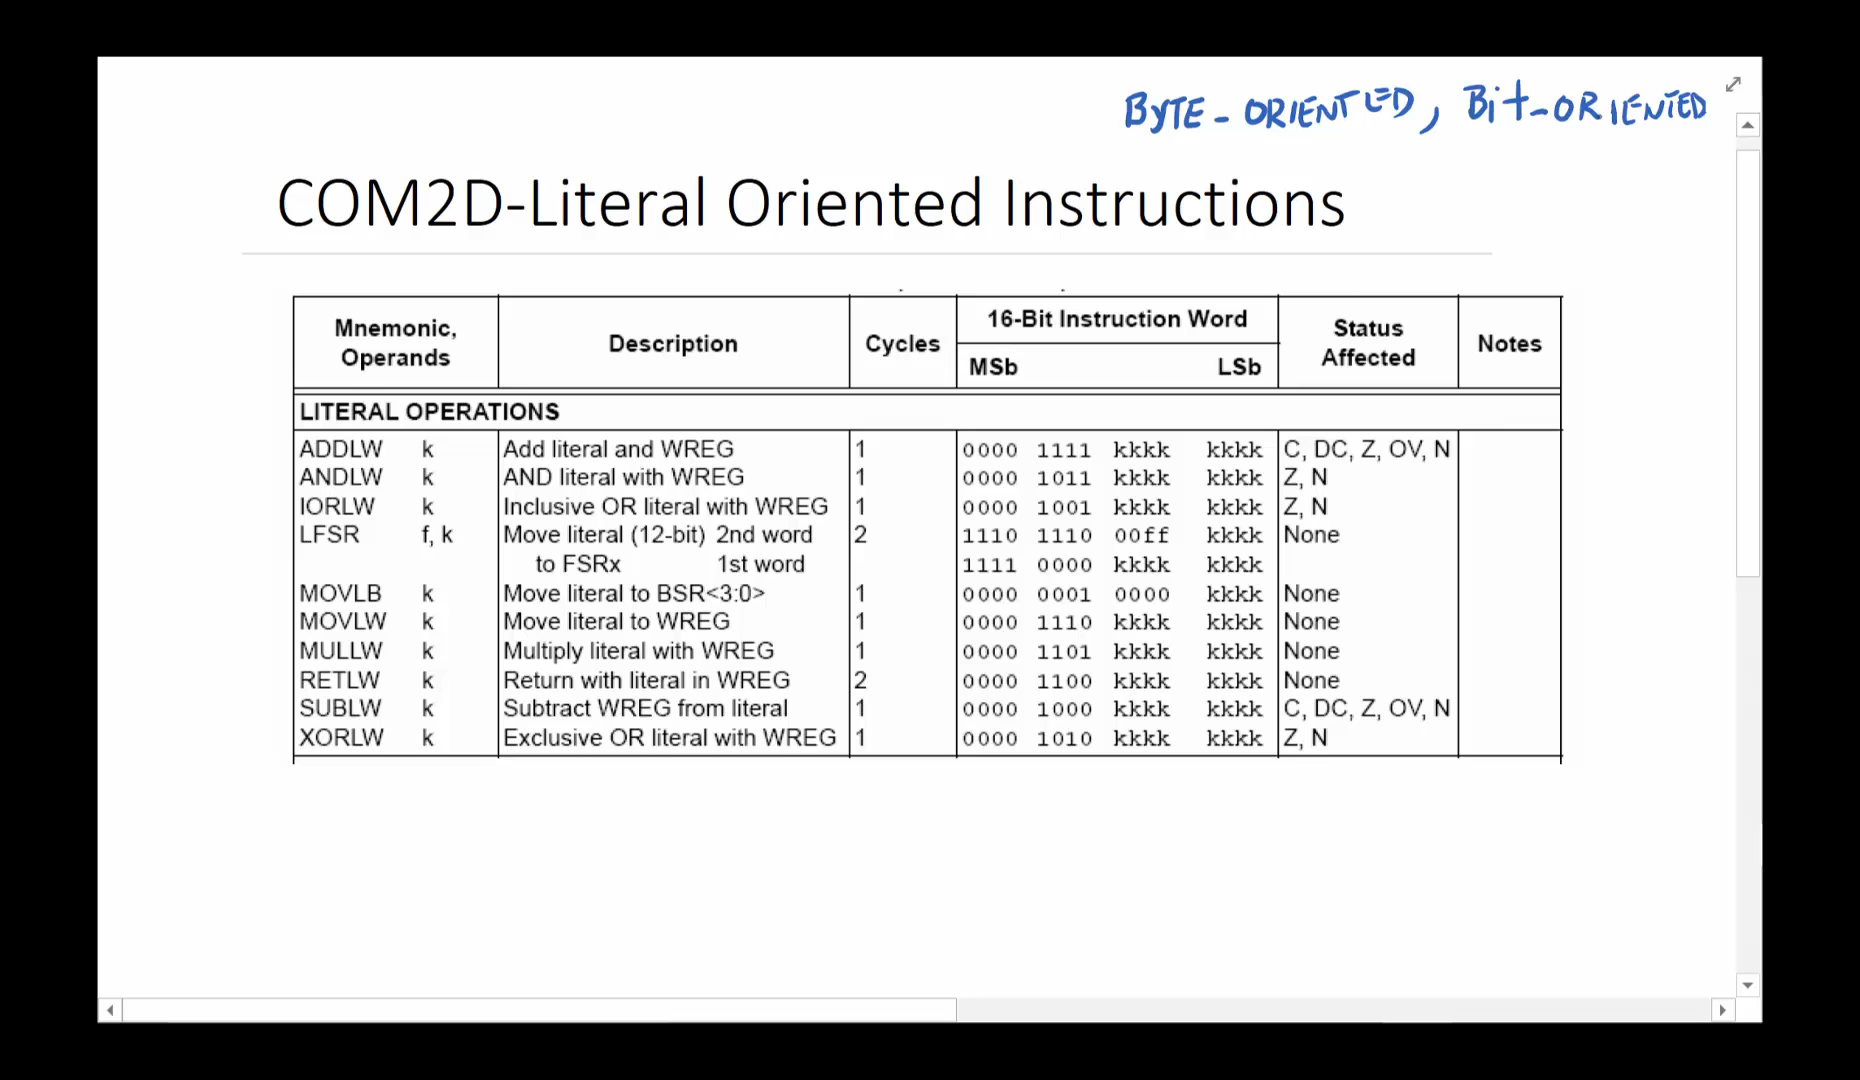 BYTE-ORIENTED, Bit-ORIENTED
COM2D-Literal Oriented Instructions
Mnemonic, Operands Description Cycles 16-Bit Instruction Word Status Affected Notes
MSb LSb
LITERAL OPERATIONS
ADDLW k Add literal and WREG 1 0000 1111 kkkk kkkk C, DC, Z, OV, N
ANDLW k AND literal with WREG 1 0000 1011 kkkk kkkk Z, N
IORLW k Inclusive OR literal with WREG 1 0000 1001 kkkk kkkk Z, N
LFSR f, k Move literal (12-bit) 2nd word 2 1110 1110 00ff kkkk None
to FSRx 1st word 1111 0000 kkkk kkkk
MOVLB k Move literal to BSR<3:0> 1 0000 0001 0000 kkkk None
MOVLW k Move literal to WREG 1 0000 1110 kkkk kkkk None
MULLW k Multiply literal with WREG 1 0000 1101 kkkk kkkk None
RETLW k Return with literal in WREG 2 0000 1100 kkkk kkkk None
SUBLW k Subtract WREG from literal 1 0000 1000 kkkk kkkk C, DC, Z, OV, N
XORLW k Exclusive OR literal with WREG 1 0000 1010 kkkk kkkk Z, N